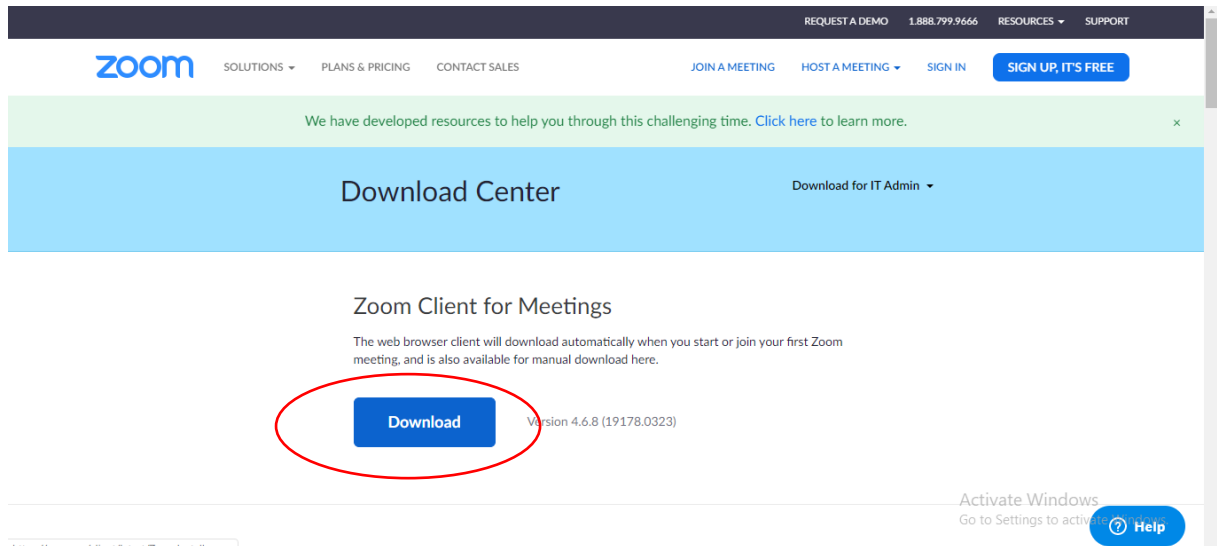 REQUEST A DEMO 1.888.799.9666 RESOURCES SUPPORT
zoom SOLUTIONS PLANS & PRICING CONTACT SALES JOIN A MEETING HOST A MEETING SIGN IN SIGN UP, IT'S FREE
We have developed resources to help you through this challenging time. Click here to learn more. ×
Download Center Download for IT Admin
Zoom Client for Meetings
The web browser client will download automatically when you start or join your first Zoom
meeting, and is also available for manual download here.
Download Version 4.6.8 (19178.0323)
Activate Windows
Go to Settings to activate Windows.
Help